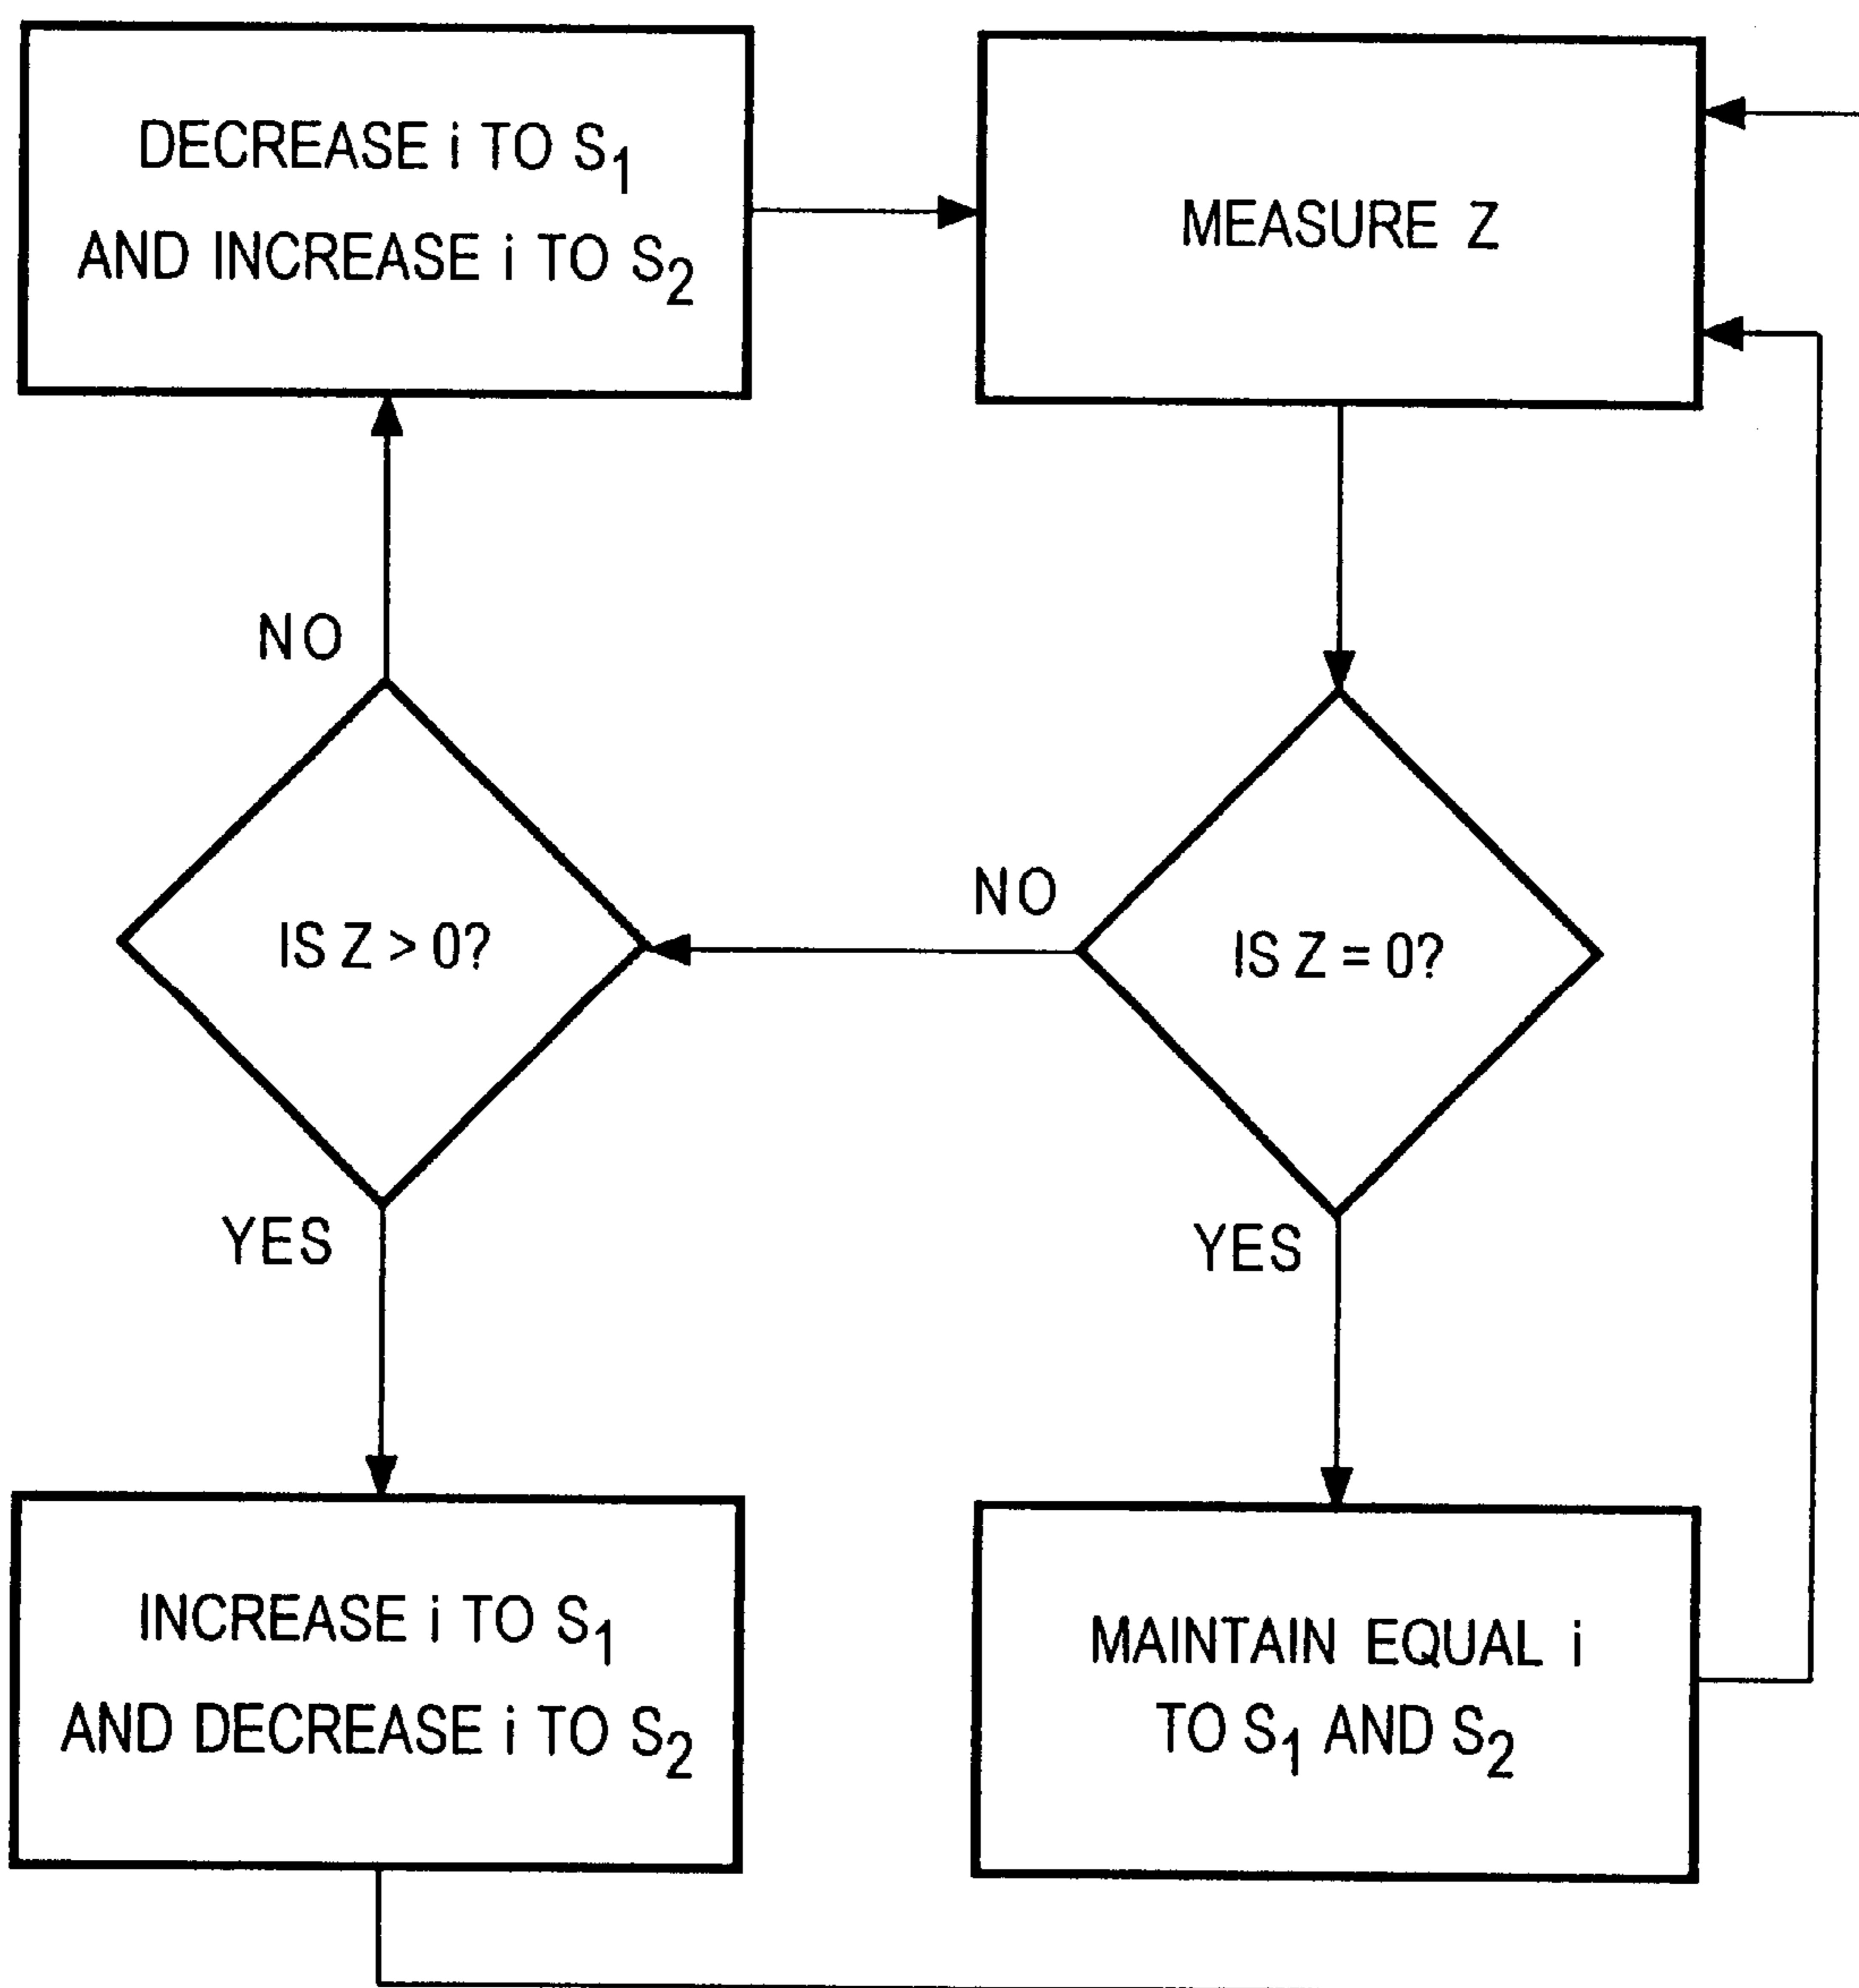 DECREASE i TO S₁
AND INCREASE i TO S₂
MEASURE Z
NO
IS Z > 0?
NO
IS Z = 0?
YES
YES
INCREASE i TO S₁
AND DECREASE i TO S₂
MAINTAIN EQUAL i
TO S₁ AND S₂